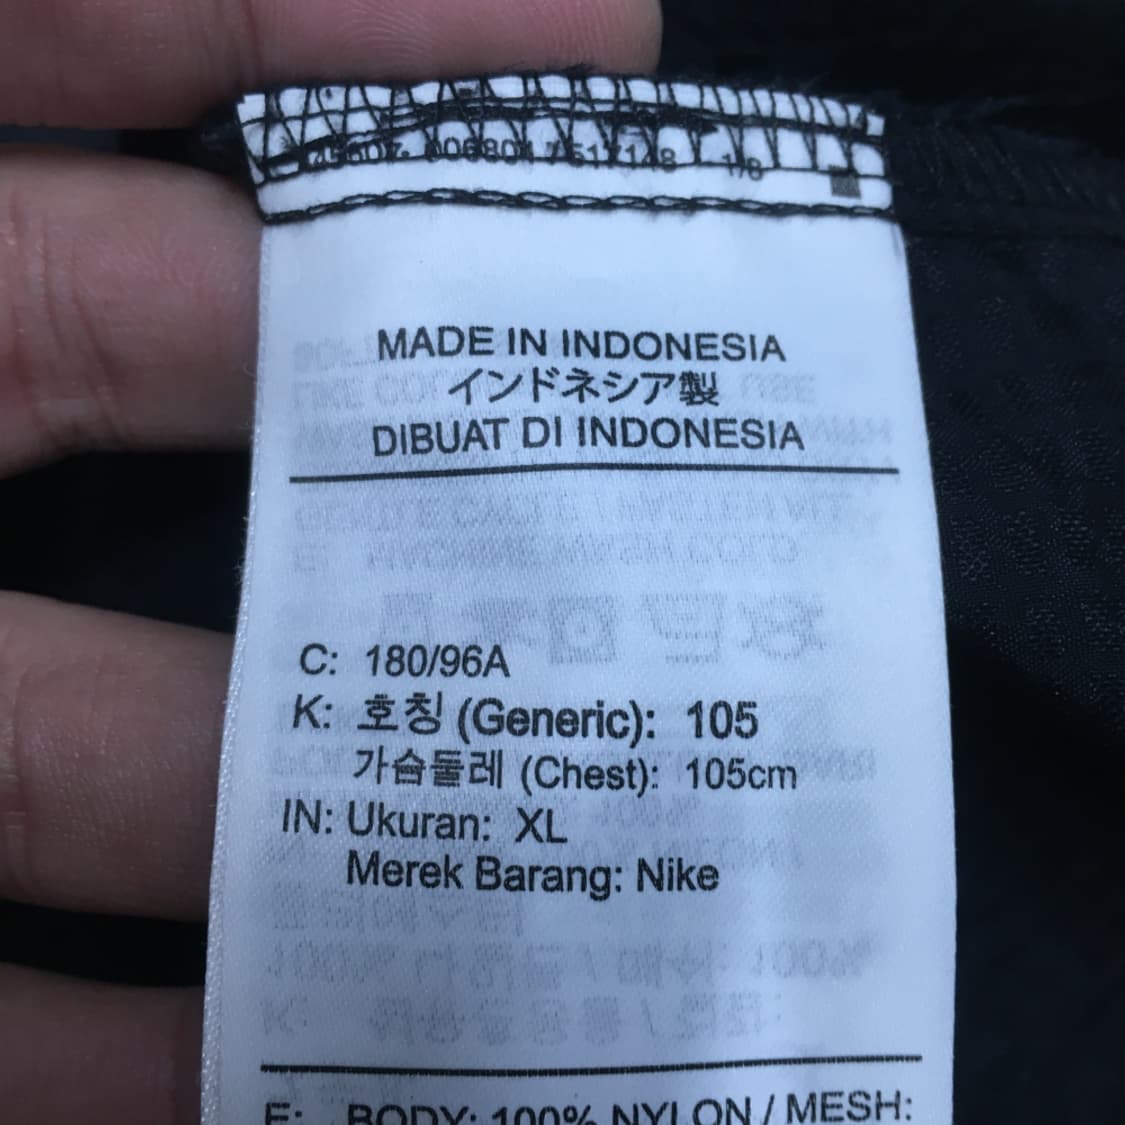 MADE IN INDONESIA
インドネシア製
DIBUAT DI INDONESIA
C: 180/96A
K: 호칭 (Generic): 105
가슴둘레 (Chest): 105cm
IN: Ukuran: XL
Merek Barang: Nike
E: BODY: 100% NYLON / MESH: